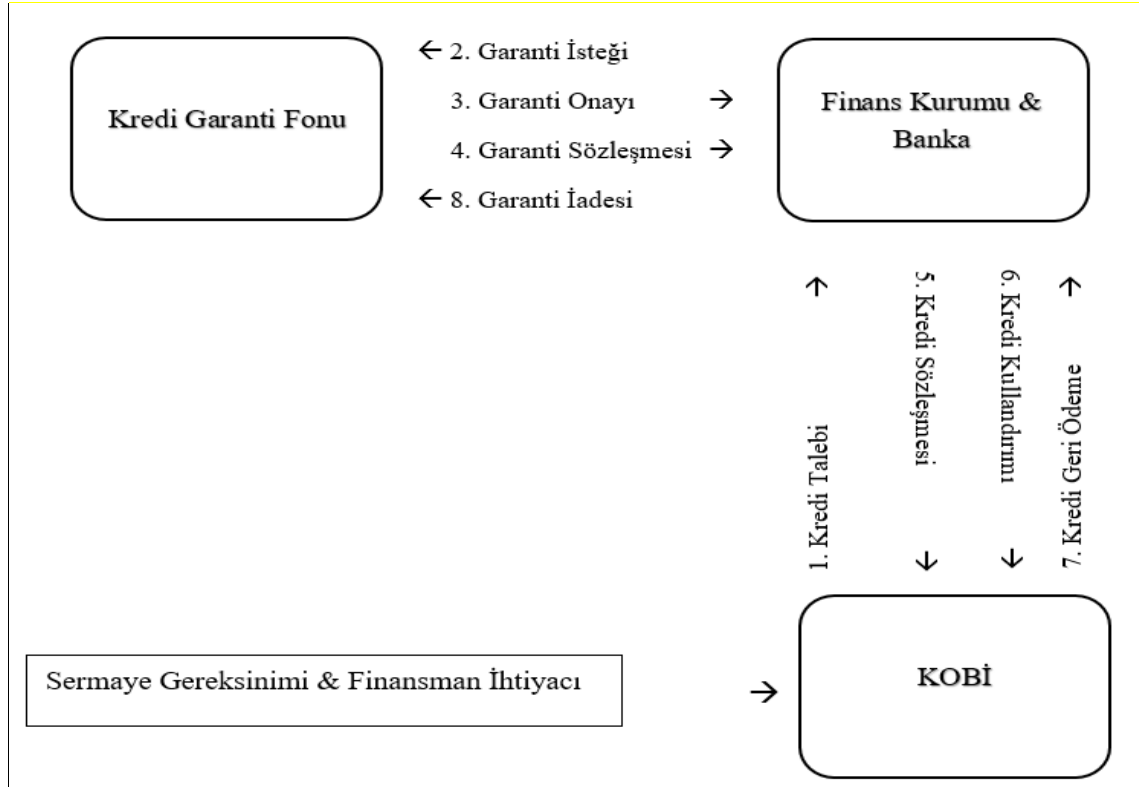 Kredi Garanti Fonu
← 2. Garanti İsteği
3. Garanti Onayı →
4. Garanti Sözleşmesi →
← 8. Garanti İadesi
Finans Kurumu &
Banka
1. Kredi Talebi →
5. Kredi Sözleşmesi →
6. Kredi Kullandırımı →
7. Kredi Geri Ödeme →
Sermaye Gereksinimi & Finansman İhtiyacı →
KOBİ